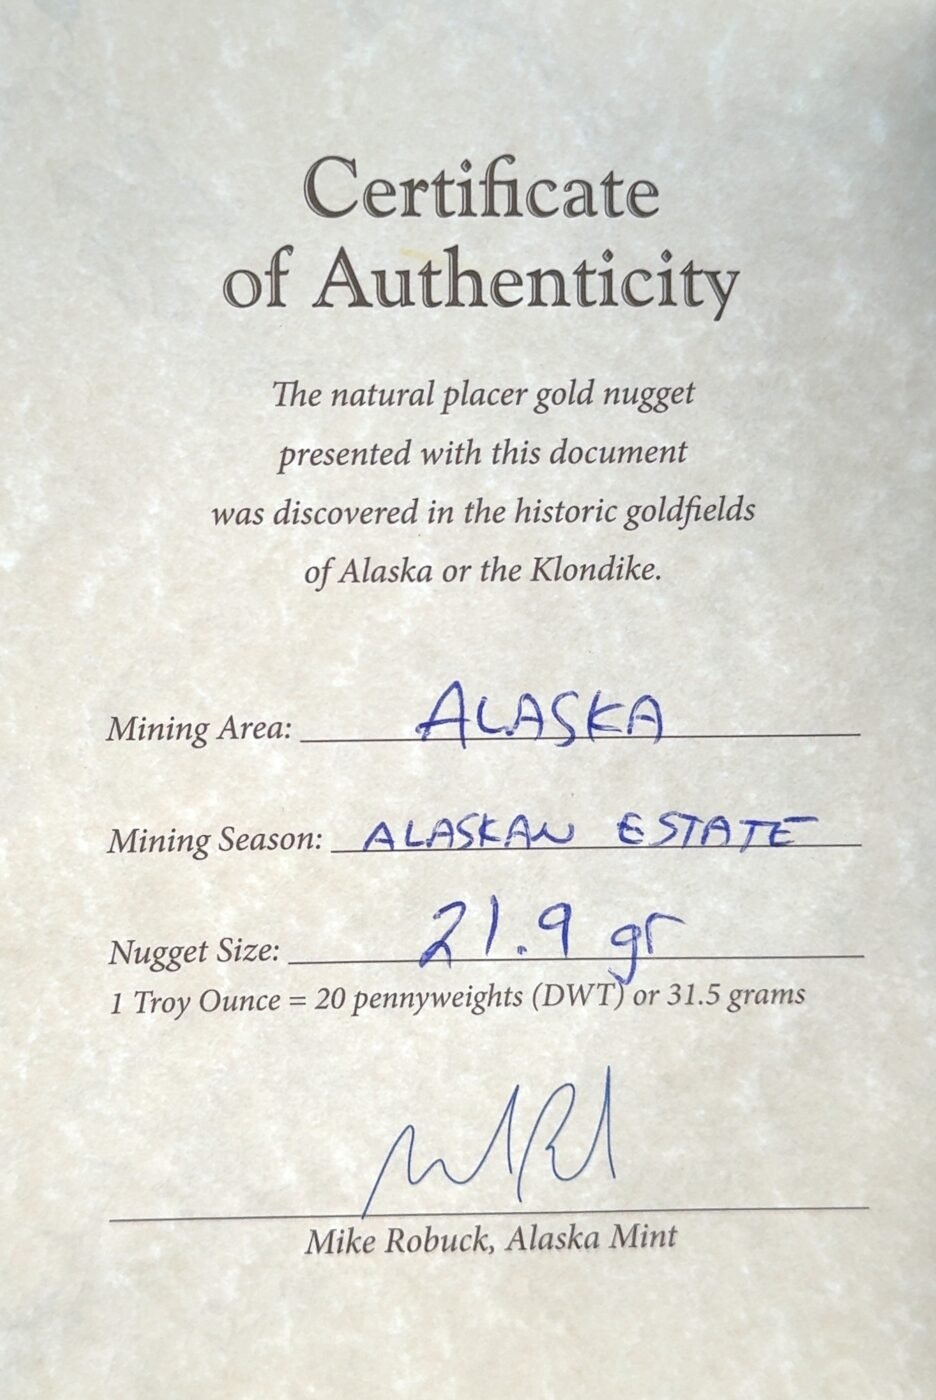 Certificate
of Authenticity
The natural placer gold nugget
presented with this document
was discovered in the historic goldfields
of Alaska or the Klondike.
Mining Area: ALASKA
Mining Season: ALASKAN ESTATE
Nugget Size: 21.9 gr
1 Troy Ounce = 20 pennyweights (DWT) or 31.5 grams
Mike Robuck, Alaska Mint